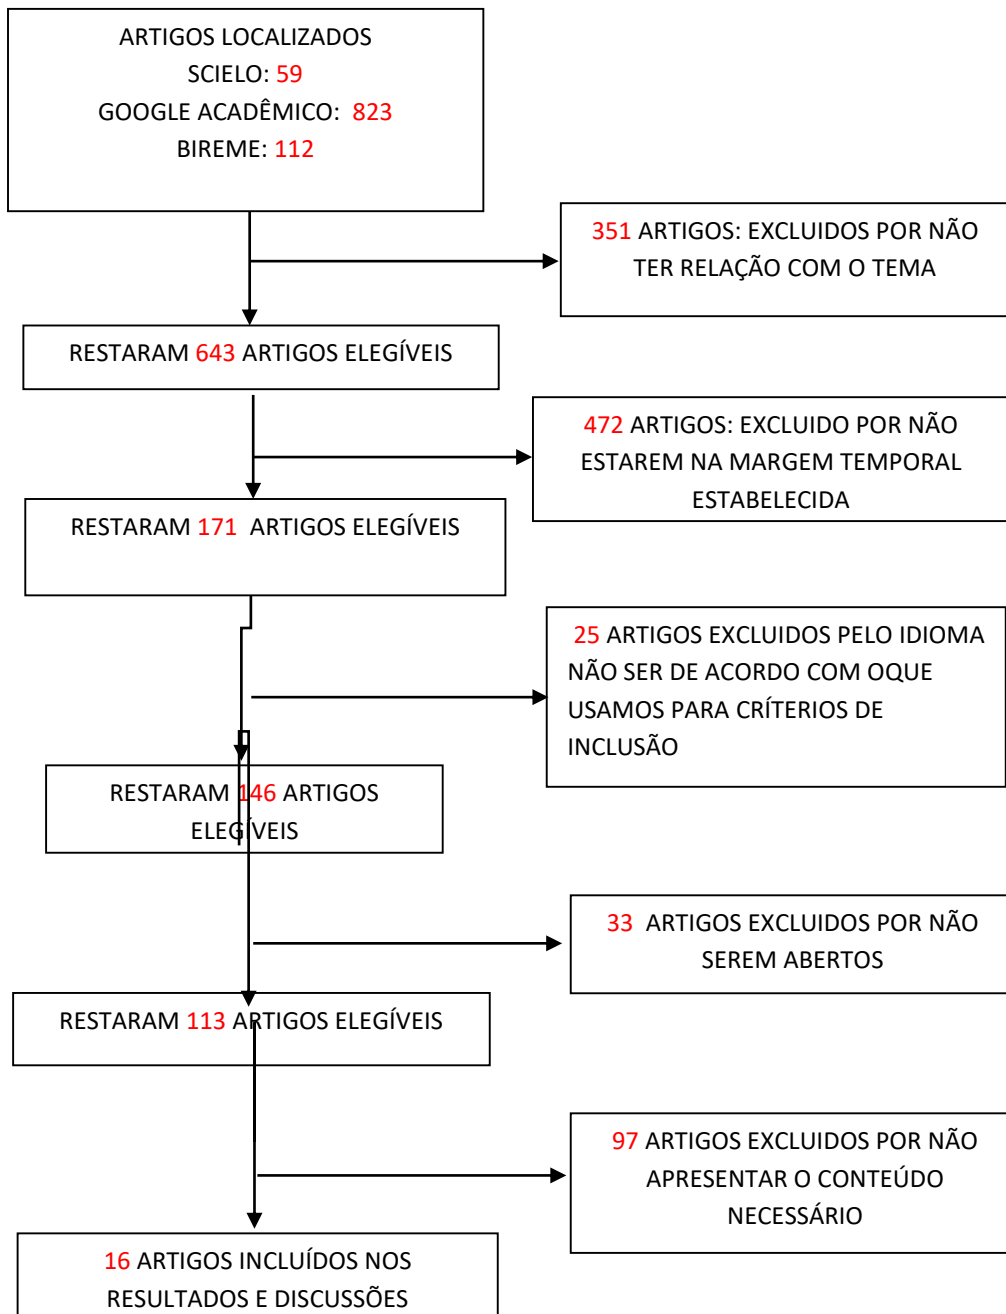 ARTIGOS LOCALIZADOS
SCIELO: 59
GOOGLE ACADÊMICO: 823
BIREME: 112
351 ARTIGOS: EXCLUIDOS POR NÃO
TER RELAÇÃO COM O TEMA
RESTARAM 643 ARTIGOS ELEGÍVEIS
472 ARTIGOS: EXCLUIDO POR NÃO
ESTAREM NA MARGEM TEMPORAL
ESTABELECIDA
RESTARAM 171 ARTIGOS ELEGÍVEIS
25 ARTIGOS EXCLUIDOS PELO IDIOMA
NÃO SER DE ACORDO COM OQUE
USAMOS PARA CRÍTERIOS DE
INCLUSÃO
RESTARAM 146 ARTIGOS
ELEGÍVEIS
33 ARTIGOS EXCLUIDOS POR NÃO
SEREM ABERTOS
RESTARAM 113 ARTIGOS ELEGÍVEIS
97 ARTIGOS EXCLUIDOS POR NÃO
APRESENTAR O CONTEÚDO
NECESSÁRIO
16 ARTIGOS INCLUÍDOS NOS
RESULTADOS E DISCUSSÕES